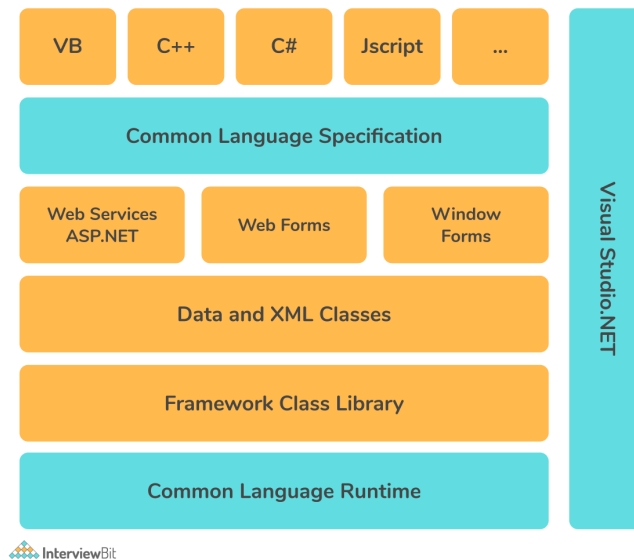 VB
C++
C#
Jscript
...
Common Language Specification
Web Services
ASP.NET
Web Forms
Window
Forms
Data and XML Classes
Framework Class Library
Common Language Runtime
Visual Studio.NET
InterviewBit